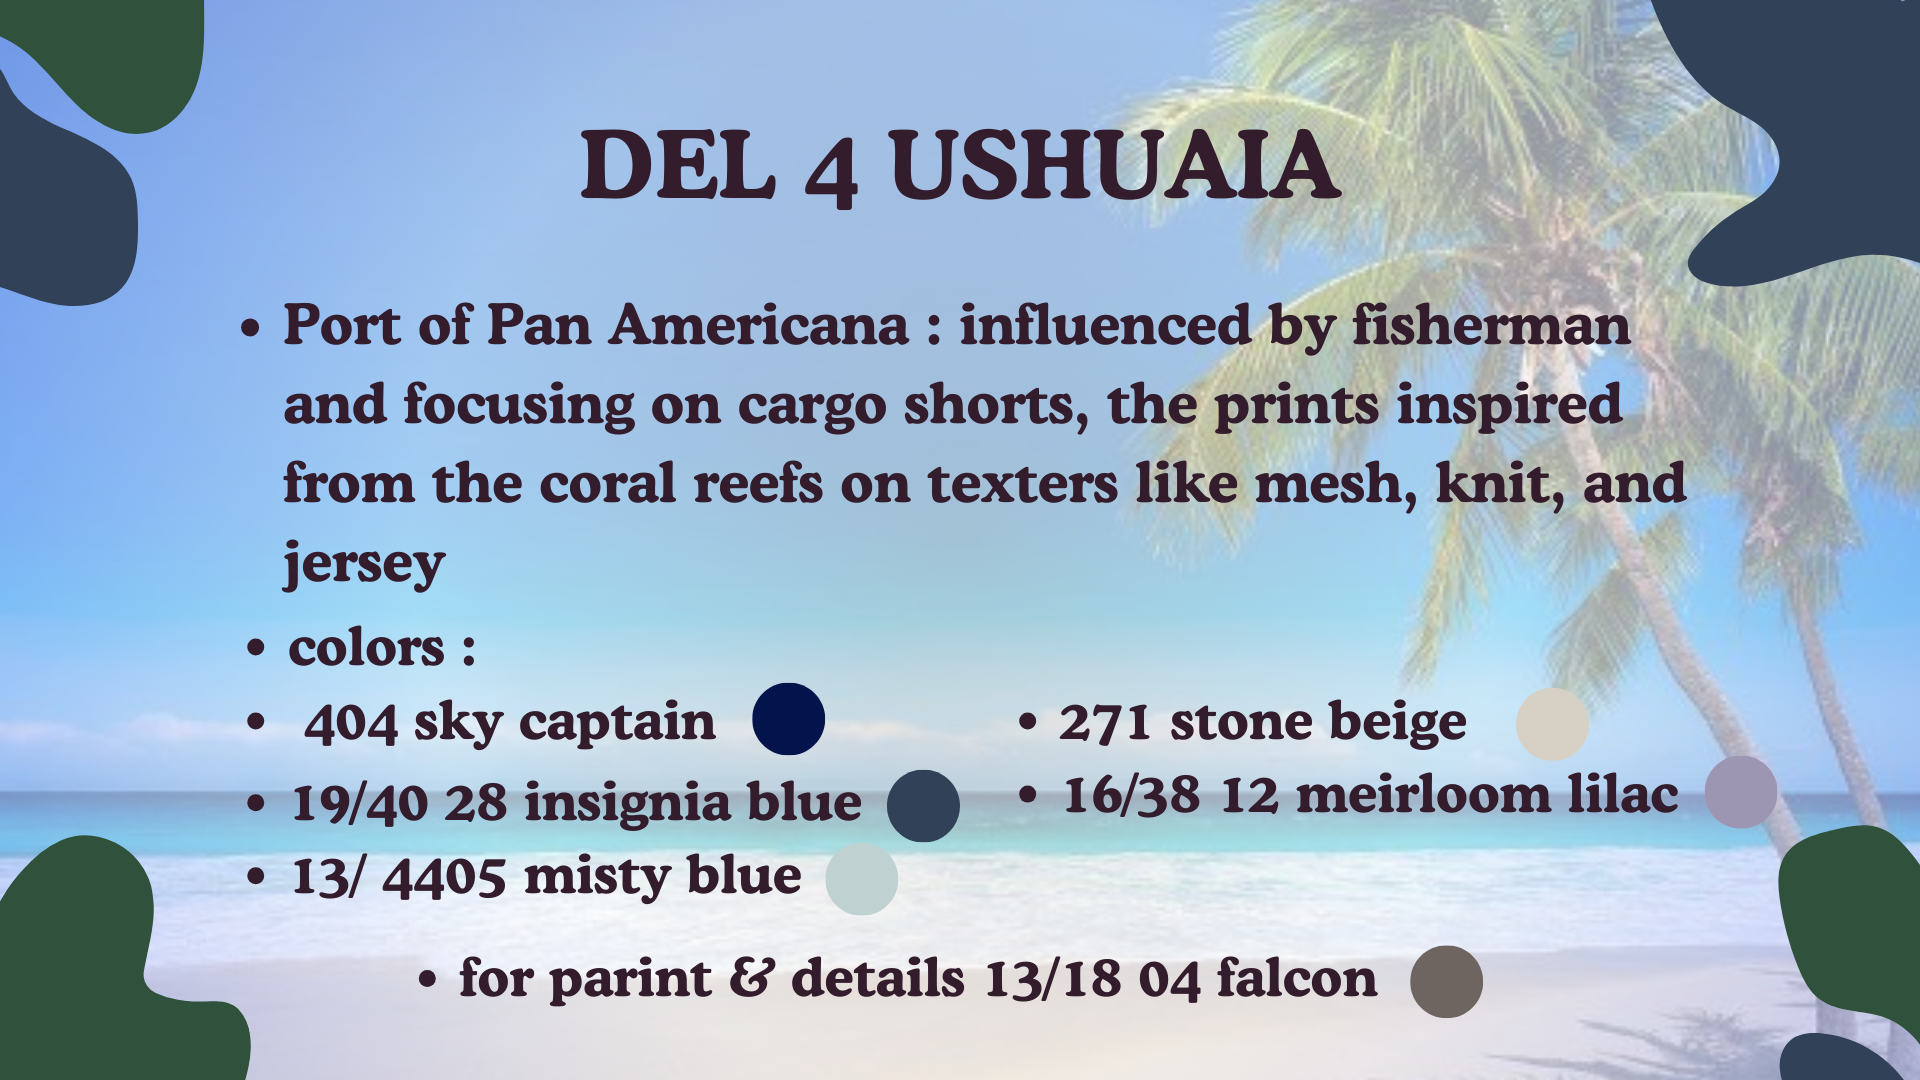 DEL 4 USHUAIA
• Port of Pan Americana : influenced by fisherman
and focusing on cargo shorts, the prints inspired
from the coral reefs on texters like mesh, knit, and
jersey
• colors :
• 404 sky captain
• 19/40 28 insignia blue
• 13/ 4405 misty blue
• 271 stone beige
• 16/38 12 meirloom lilac
• for parint & details 13/18 04 falcon